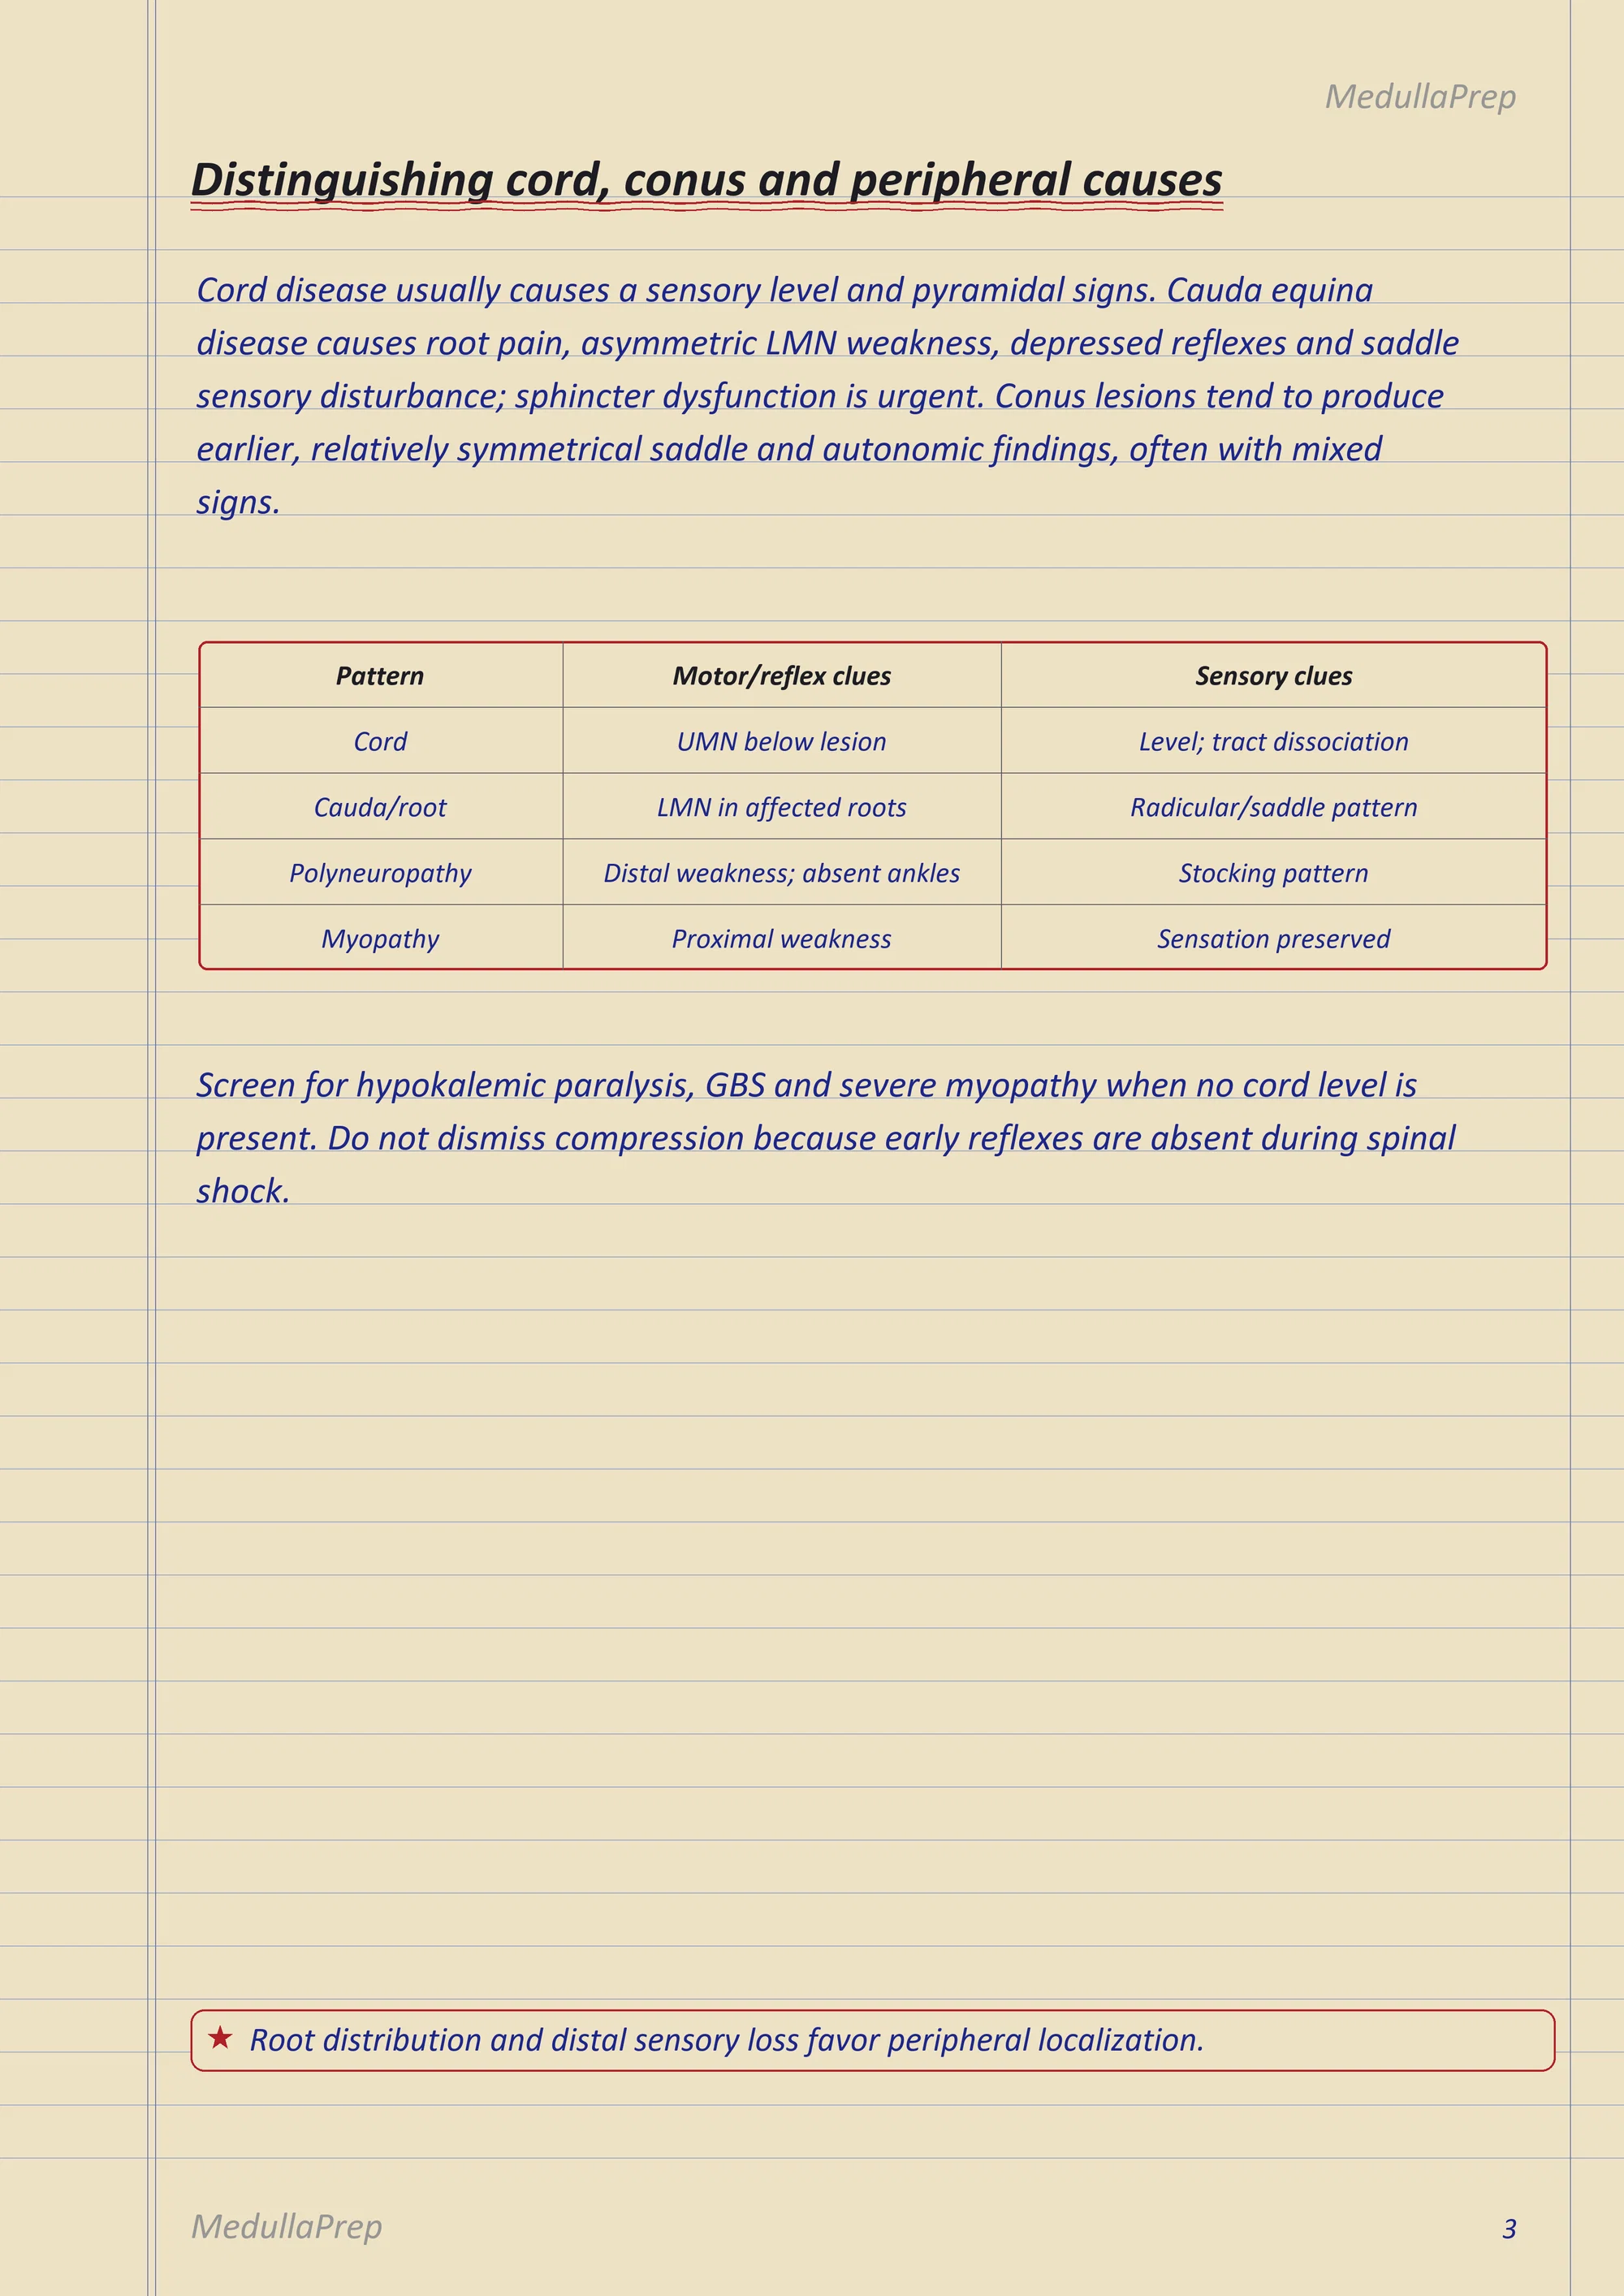 MedullaPrep
Distinguishing cord, conus and peripheral causes
Cord disease usually causes a sensory level and pyramidal signs. Cauda equina
disease causes root pain, asymmetric LMN weakness, depressed reflexes and saddle
sensory disturbance; sphincter dysfunction is urgent. Conus lesions tend to produce
earlier, relatively symmetrical saddle and autonomic findings, often with mixed
signs.
Pattern Motor/reflex clues Sensory clues
Cord UMN below lesion Level; tract dissociation
Cauda/root LMN in affected roots Radicular/saddle pattern
Polyneuropathy Distal weakness; absent ankles Stocking pattern
Myopathy Proximal weakness Sensation preserved
Screen for hypokalemic paralysis, GBS and severe myopathy when no cord level is
present. Do not dismiss compression because early reflexes are absent during spinal
shock.
★ Root distribution and distal sensory loss favor peripheral localization.
MedullaPrep 3